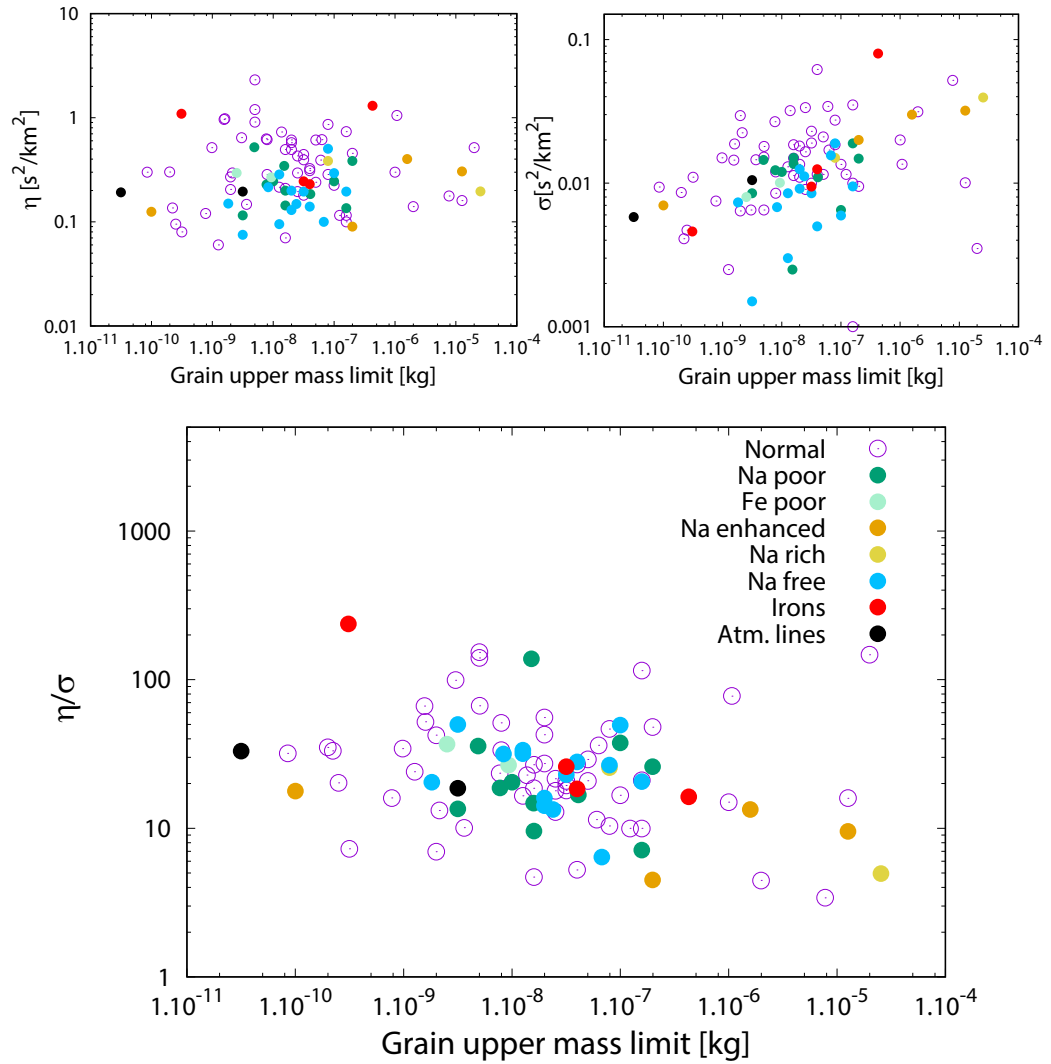 10
1
0.1
0.01
η [s²/km²]
1.10⁻¹¹ 1.10⁻¹⁰ 1.10⁻⁹ 1.10⁻⁸ 1.10⁻⁷ 1.10⁻⁶ 1.10⁻⁵ 1.10⁻⁴
Grain upper mass limit [kg]
0.1
0.01
0.001
σ[s²/km²]
1.10⁻¹¹ 1.10⁻¹⁰ 1.10⁻⁹ 1.10⁻⁸ 1.10⁻⁷ 1.10⁻⁶ 1.10⁻⁵ 1.10⁻⁴
Grain upper mass limit [kg]
Normal
Na poor
Fe poor
Na enhanced
Na rich
Na free
Irons
Atm. lines
1000
100
10
1
η/σ
1.10⁻¹¹ 1.10⁻¹⁰ 1.10⁻⁹ 1.10⁻⁸ 1.10⁻⁷ 1.10⁻⁶ 1.10⁻⁵ 1.10⁻⁴
Grain upper mass limit [kg]